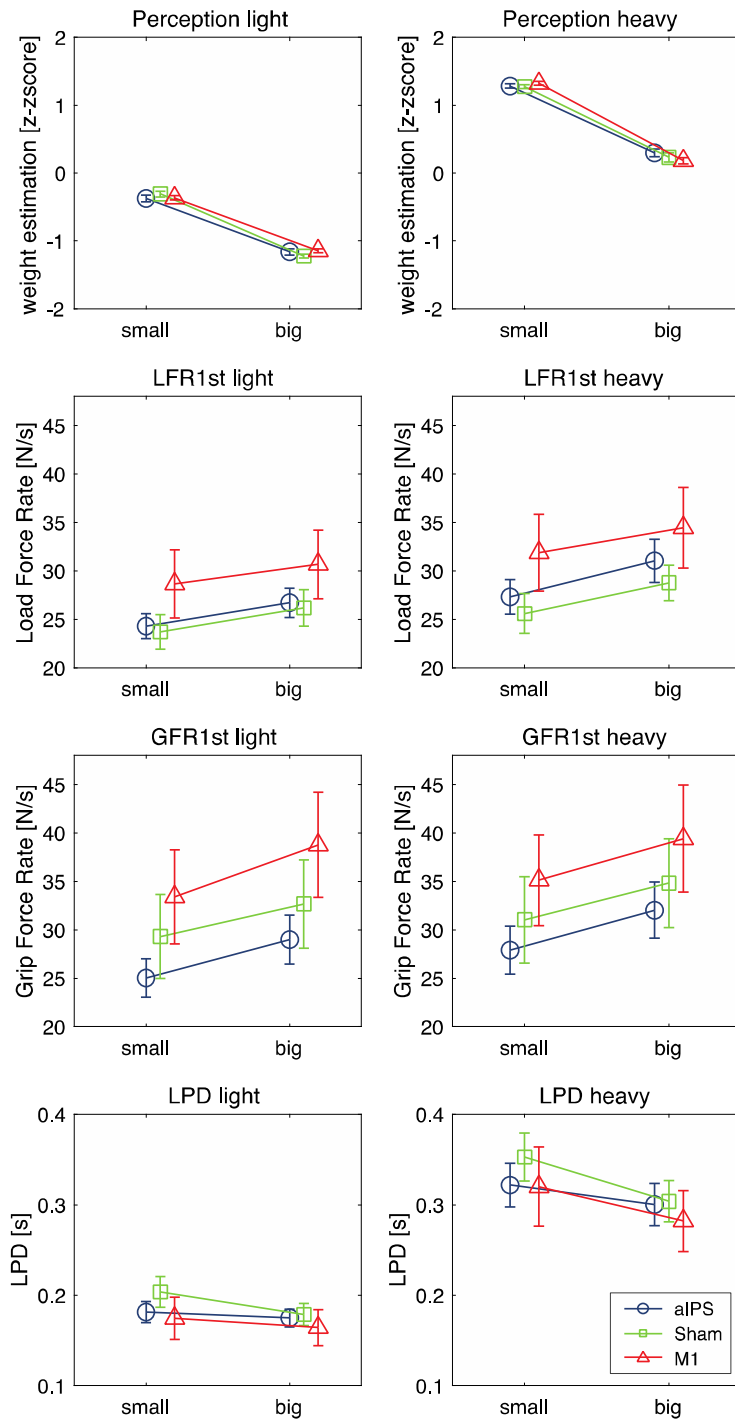 Perception light
Perception heavy
weight estimation [z-zscore]
2
1
0
-1
-2
small
big
weight estimation [z-zscore]
2
1
0
-1
-2
small
big
LFR1st light
LFR1st heavy
Load Force Rate [N/s]
45
40
35
30
25
20
small
big
Load Force Rate [N/s]
45
40
35
30
25
20
small
big
GFR1st light
GFR1st heavy
Grip Force Rate [N/s]
45
40
35
30
25
20
small
big
Grip Force Rate [N/s]
45
40
35
30
25
20
small
big
LPD light
LPD heavy
LPD [s]
0.4
0.3
0.2
0.1
small
big
LPD [s]
0.4
0.3
0.2
0.1
small
big
aIPS
Sham
M1